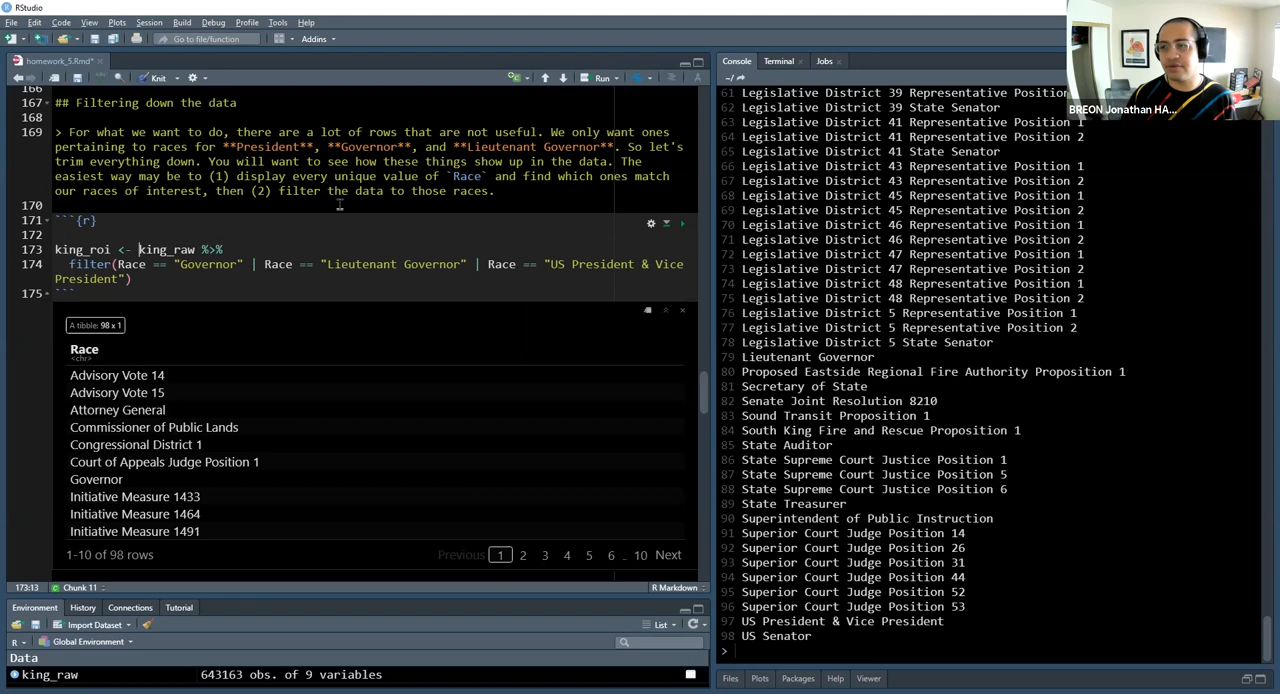 RStudio
File Edit Code View Plots Session Build Debug Profile Tools Help
Go to file/function Addins
homework_5.Rmd*
Knit Run
166
167 ## Filtering down the data
168
169 > For what we want to do, there are a lot of rows that are not useful. We only want ones
pertaining to races for **President**, **Governor**, and **Lieutenant Governor**. So let's
trim everything down. You will want to see how these things show up in the data. The
easiest way may be to (1) display every unique value of `Race` and find which ones match
our races of interest, then (2) filter the data to those races.
170
171 ```{r}
172
173 king_roi <- king_raw %>%
174 filter(Race == "Governor" | Race == "Lieutenant Governor" | Race == "US President & Vice
President")
175 ```
A tibble: 98 x 1
Race
<chr>
Advisory Vote 14
Advisory Vote 15
Attorney General
Commissioner of Public Lands
Congressional District 1
Court of Appeals Judge Position 1
Governor
Initiative Measure 1433
Initiative Measure 1464
Initiative Measure 1491
1-10 of 98 rows Previous 1 2 3 4 5 6 .. 10 Next
173:13 Chunk 11 R Markdown
Environment History Connections Tutorial
Import Dataset List
R Global Environment
Data
king_raw 643163 obs. of 9 variables
Console Terminal Jobs
~/
61 Legislative District 39 Representative Position
62 Legislative District 39 State Senator
63 Legislative District 41 Representative Position 1
64 Legislative District 41 Representative Position 2
65 Legislative District 41 State Senator
66 Legislative District 43 Representative Position 1
67 Legislative District 43 Representative Position 2
68 Legislative District 45 Representative Position 1
69 Legislative District 45 Representative Position 2
70 Legislative District 46 Representative Position 1
71 Legislative District 46 Representative Position 2
72 Legislative District 47 Representative Position 1
73 Legislative District 47 Representative Position 2
74 Legislative District 48 Representative Position 1
75 Legislative District 48 Representative Position 2
76 Legislative District 5 Representative Position 1
77 Legislative District 5 Representative Position 2
78 Legislative District 5 State Senator
79 Lieutenant Governor
80 Proposed Eastside Regional Fire Authority Proposition 1
81 Secretary of State
82 Senate Joint Resolution 8210
83 Sound Transit Proposition 1
84 South King Fire and Rescue Proposition 1
85 State Auditor
86 State Supreme Court Justice Position 1
87 State Supreme Court Justice Position 5
88 State Supreme Court Justice Position 6
89 State Treasurer
90 Superintendent of Public Instruction
91 Superior Court Judge Position 14
92 Superior Court Judge Position 26
93 Superior Court Judge Position 31
94 Superior Court Judge Position 44
95 Superior Court Judge Position 52
96 Superior Court Judge Position 53
97 US President & Vice President
98 US Senator
>
Files Plots Packages Help Viewer
BREON Jonathan HA...